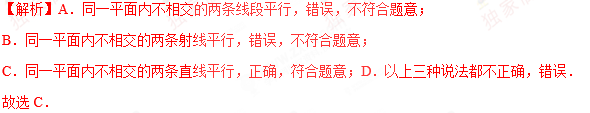 【解析】A．同一平面内不相交的两条线段平行，错误，不符合题意；
B．同一平面内不相交的两条射线平行，错误，不符合题意；
C．同一平面内不相交的两条直线平行，正确，符合题意；D．以上三种说法都不正确，错误．
故选C．